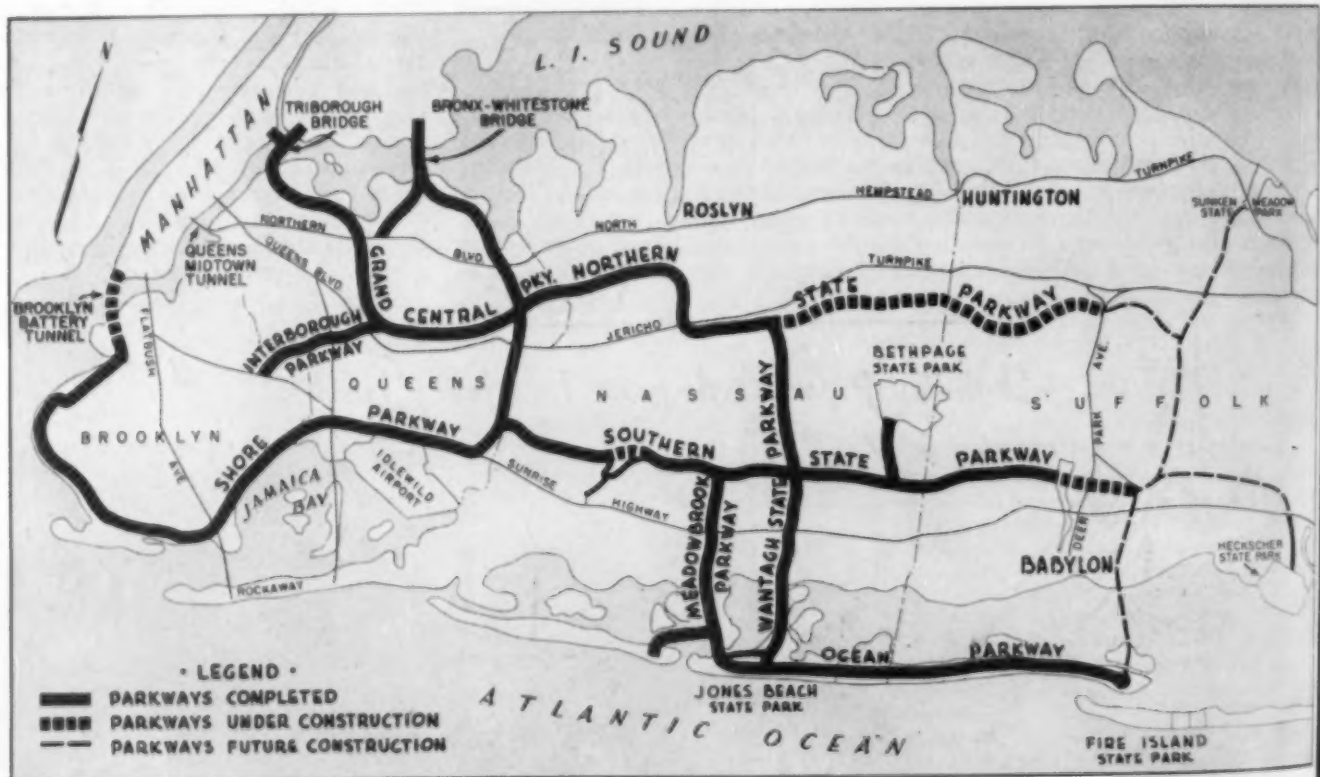 N
L. I. SOUND
MANHATTAN
TRIBOROUGH
BRIDGE
BRONX-WHITESTONE
BRIDGE
TURNPIKE
HEMPSTEAD
HUNTINGTON
SUNKEN MEADOW
STATE PARK
ROSLYN
NORTH
NORTHERN
BLVD
QUEENS
MIDTOWN
TUNNEL
QUEENS BLVD
GRAND
CENTRAL
PKY.
NORTHERN
STATE
PARKWAY
TURNPIKE
BROOKLYN
BATTERY
TUNNEL
FLATBUSH
AVE
INTERBOROUGH
PARKWAY
JERICHO
BETHPAGE
STATE PARK
QUEENS
NASSAU
SUFFOLK
PARK
AVE.
DEER
BROOKLYN
SHORE
PARKWAY
SOUTHERN
STATE
PARKWAY
PARKWAY
WANTAGH STATE
MEADOWBROOK
PARKWAY
JAMAICA
BAY
IDLEWILD
AIRPORT
SUNRISE
HIGHWAY
HECKSCHER
STATE PARK
BABYLON
ROCKAWAY
OCEAN
PARKWAY
JONES BEACH
STATE PARK
ATLANTIC OCEAN
FIRE ISLAND
STATE PARK
• LEGEND •
PARKWAYS COMPLETED
PARKWAYS UNDER CONSTRUCTION
PARKWAYS FUTURE CONSTRUCTION